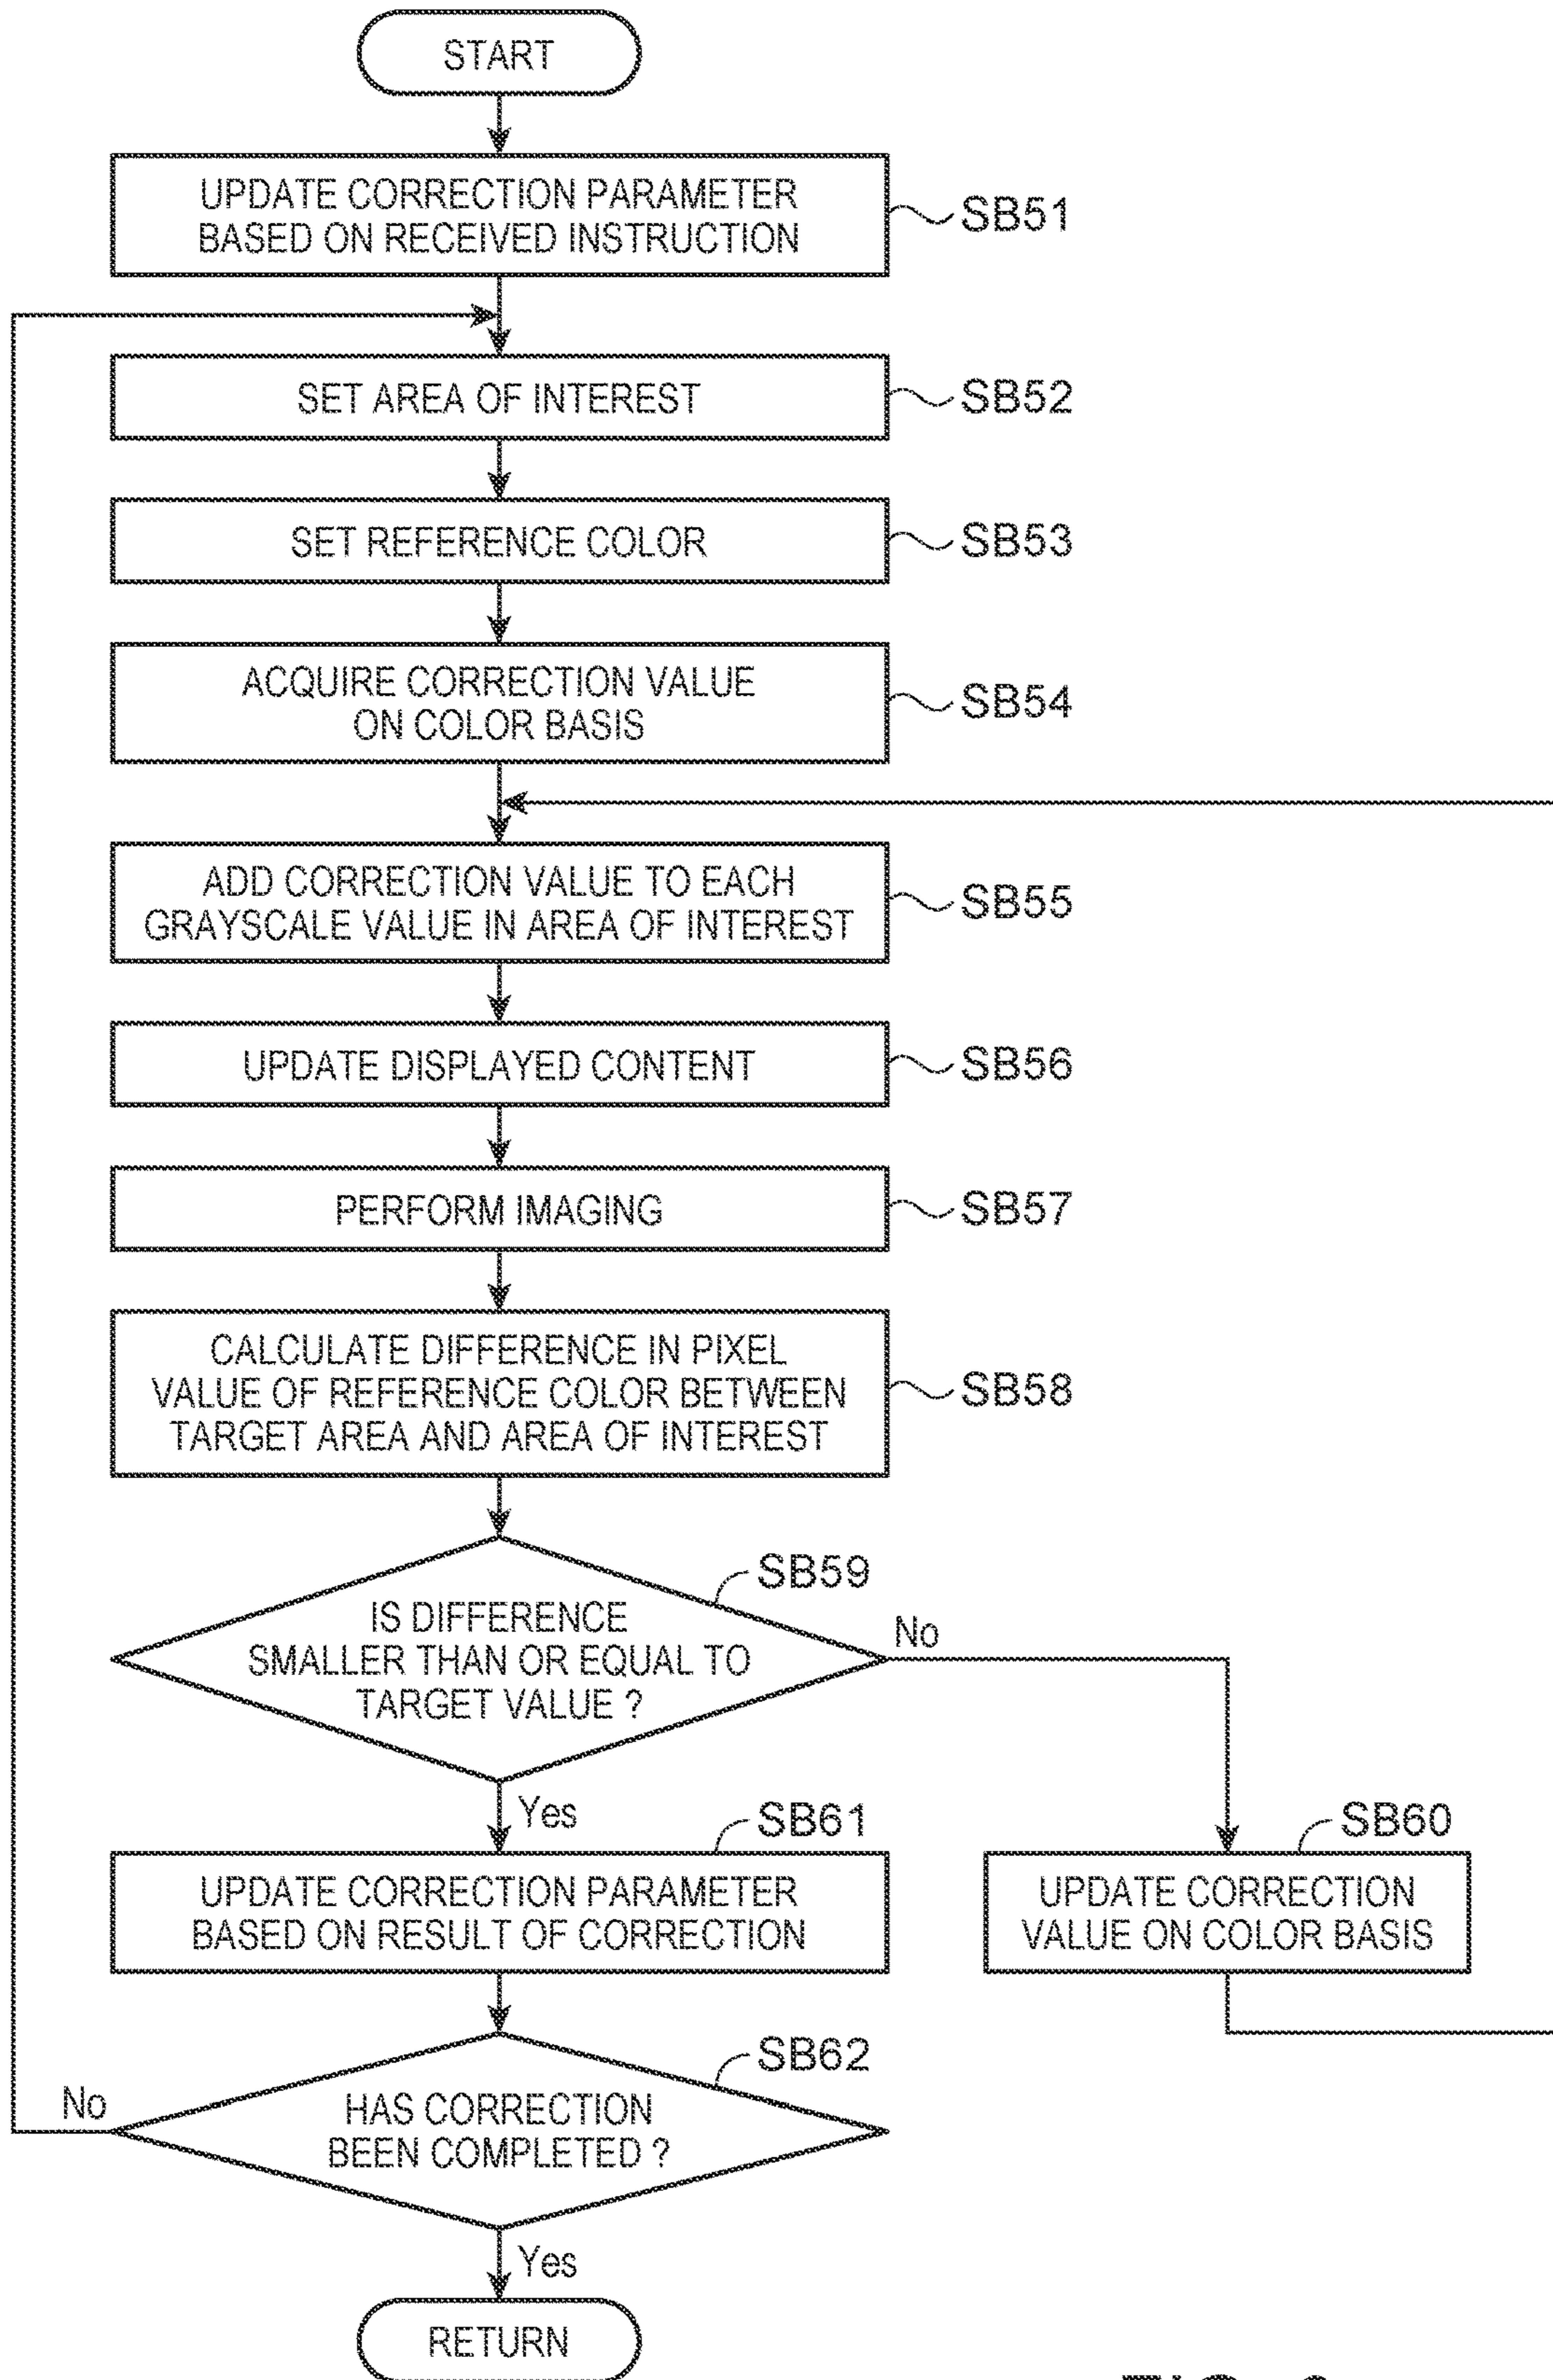 START
UPDATE CORRECTION PARAMETER
BASED ON RECEIVED INSTRUCTION
SB51
SET AREA OF INTEREST
SB52
SET REFERENCE COLOR
SB53
ACQUIRE CORRECTION VALUE
ON COLOR BASIS
SB54
ADD CORRECTION VALUE TO EACH
GRAYSCALE VALUE IN AREA OF INTEREST
SB55
UPDATE DISPLAYED CONTENT
SB56
PERFORM IMAGING
SB57
CALCULATE DIFFERENCE IN PIXEL
VALUE OF REFERENCE COLOR BETWEEN
TARGET AREA AND AREA OF INTEREST
SB58
SB59
IS DIFFERENCE
SMALLER THAN OR EQUAL TO
TARGET VALUE ?
No
Yes
SB61
UPDATE CORRECTION PARAMETER
BASED ON RESULT OF CORRECTION
SB60
UPDATE CORRECTION
VALUE ON COLOR BASIS
SB62
No
HAS CORRECTION
BEEN COMPLETED ?
Yes
RETURN